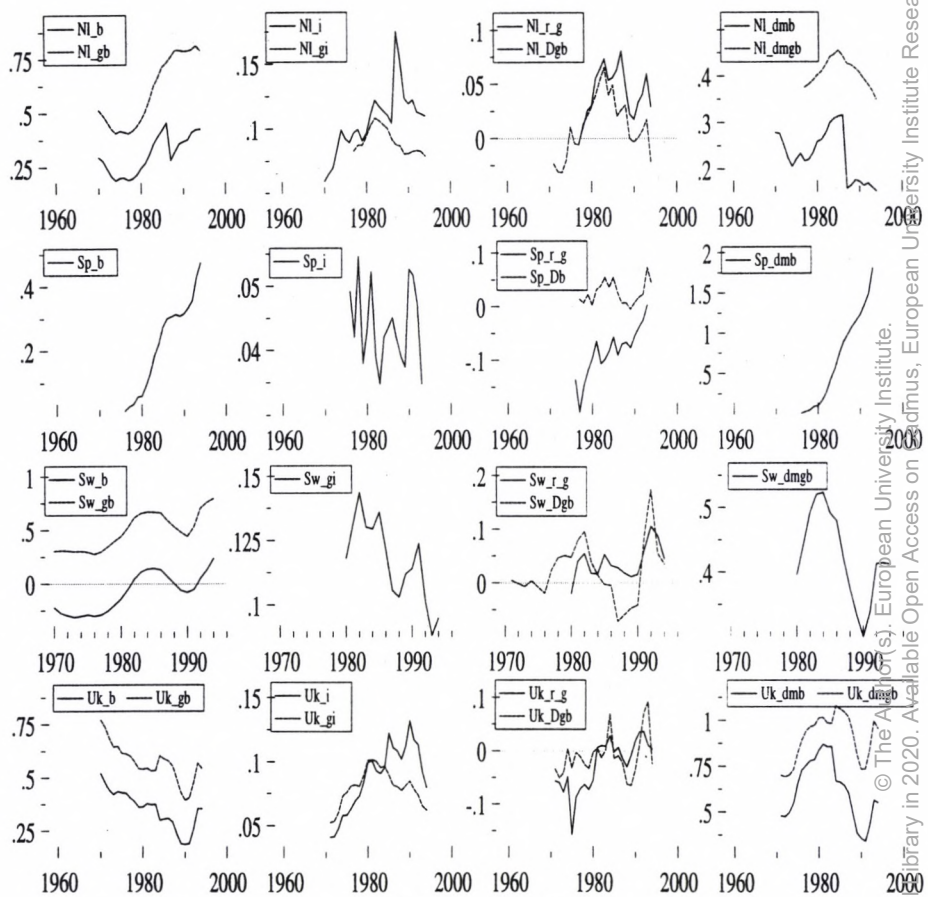 Nl_b
Nl_gb
.75
.5
.25
1960 1980 2000
Nl_i
Nl_gi
.15
.1
1960 1980 2000
Nl_r_g
Nl_Dgb
.1
0.05
0
1960 1980 2000
Nl_dmb
Nl_dmgb
.4
.3
.2
1960 1980 2000
Sp_b
.4
.2
1960 1980 2000
Sp_i
.05
.04
1960 1980 2000
Sp_r_g
Sp_Db
.1
0
-.1
1960 1980 2000
Sp_dmb
2
1.5
1
.5
1960 1980 2000
Sw_b
Sw_gb
1
.5
0
1970 1980 1990
Sw_gi
.15
.125
.1
1970 1980 1990
Sw_r_g
Sw_Dgb
.2
.1
0
1970 1980 1990
Sw_dmgb
.5
.4
1970 1980 1990
Uk_b Uk_gb
.75
.5
.25
1960 1980 2000
Uk_i
Uk_gi
.15
.1
.05
1960 1980 2000
Uk_r_g
Uk_Dgb
.1
0
-.1
1960 1980 2000
Uk_dmb Uk_dmgb
1
.75
.5
1960 1980 2000
© The Author(s). European University Institute.
Library in 2020. Available Open Access on Cadmus, European University Institute Resea